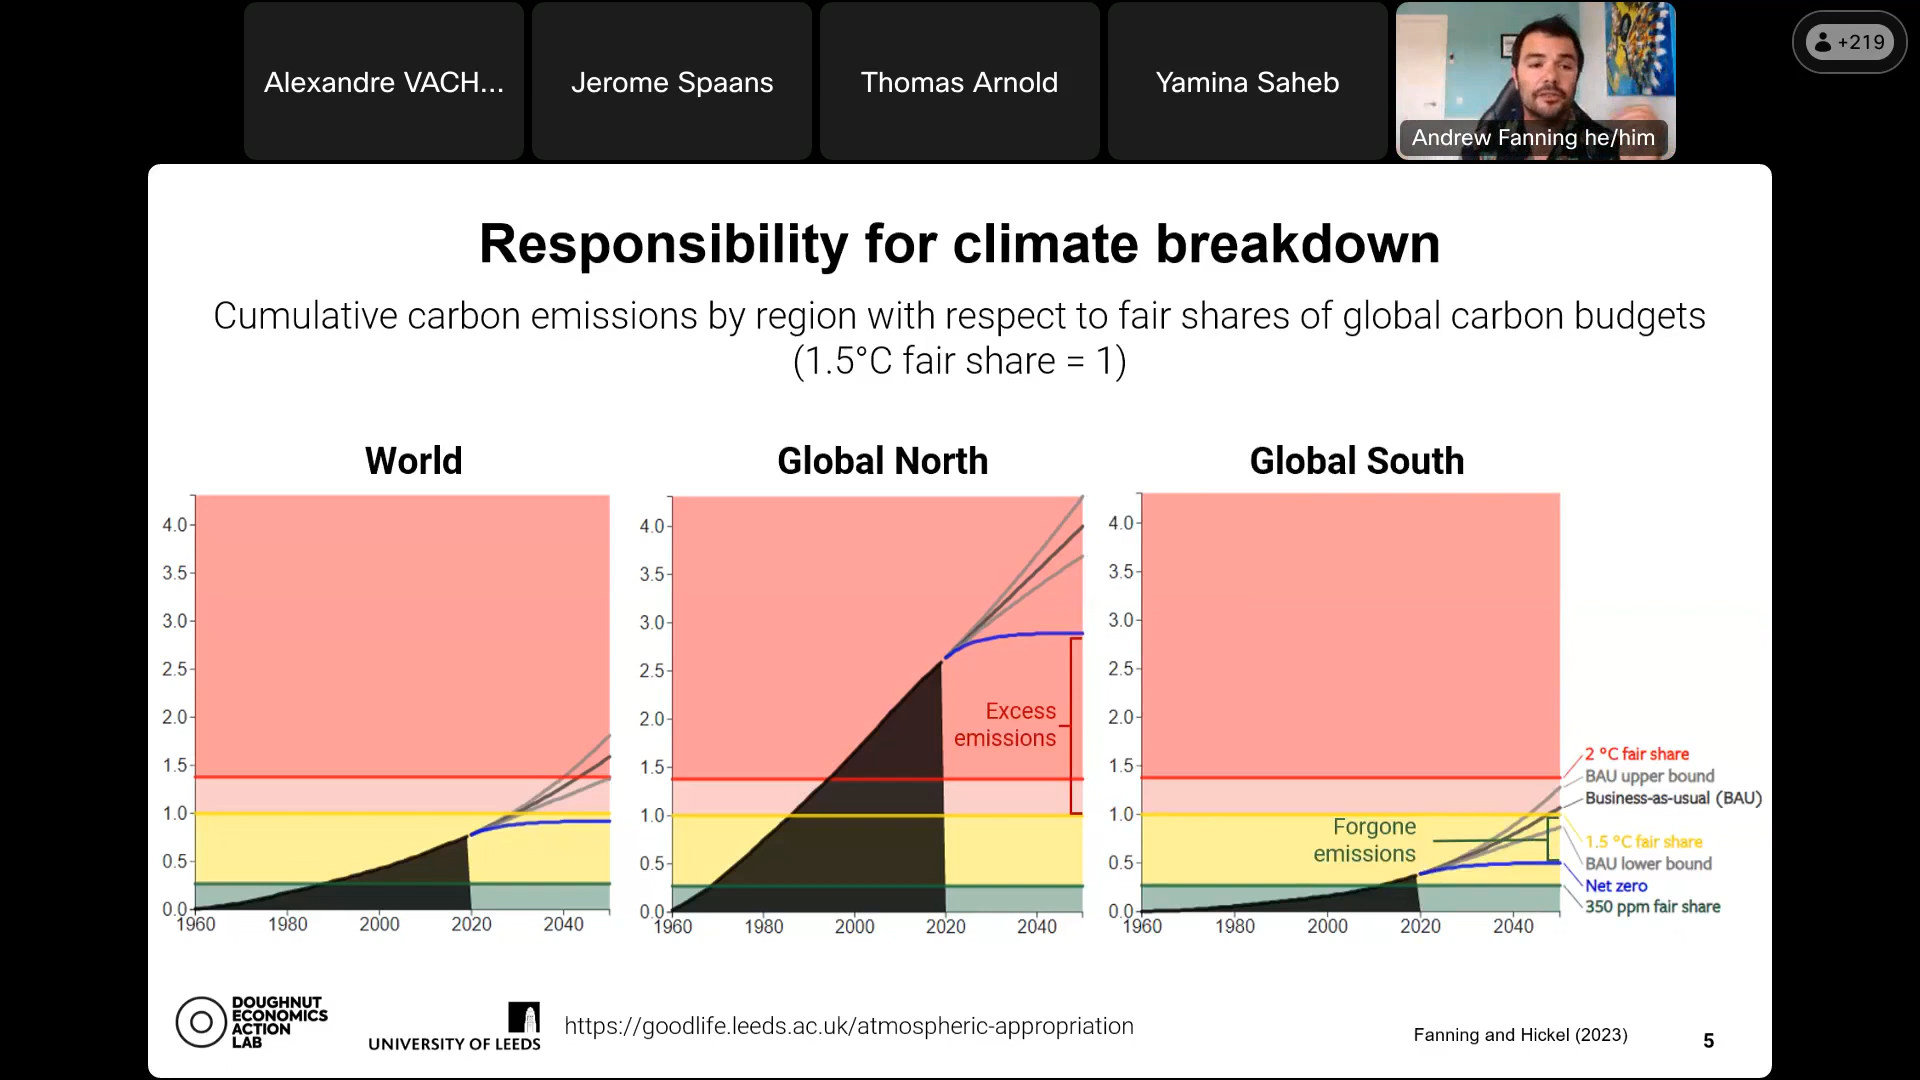 Alexandre VACH...
Jerome Spaans
Thomas Arnold
Yamina Saheb
Andrew Fanning he/him
+219
Responsibility for climate breakdown
Cumulative carbon emissions by region with respect to fair shares of global carbon budgets
(1.5°C fair share = 1)
World
4.0
3.5
3.0
2.5
2.0
1.5
1.0
0.5
0.0
1960 1980 2000 2020 2040
Global North
4.0
3.5
3.0
2.5
2.0
1.5
1.0
0.5
0.0
Excess
emissions
1960 1980 2000 2020 2040
Global South
4.0
3.5
3.0
2.5
2.0
1.5
1.0
0.5
0.0
Forgone
emissions
1960 1980 2000 2020 2040
2 °C fair share
BAU upper bound
Business-as-usual (BAU)
1.5 °C fair share
BAU lower bound
Net zero
350 ppm fair share
DOUGHNUT
ECONOMICS
ACTION
LAB
UNIVERSITY OF LEEDS
https://goodlife.leeds.ac.uk/atmospheric-appropriation
Fanning and Hickel (2023)
5